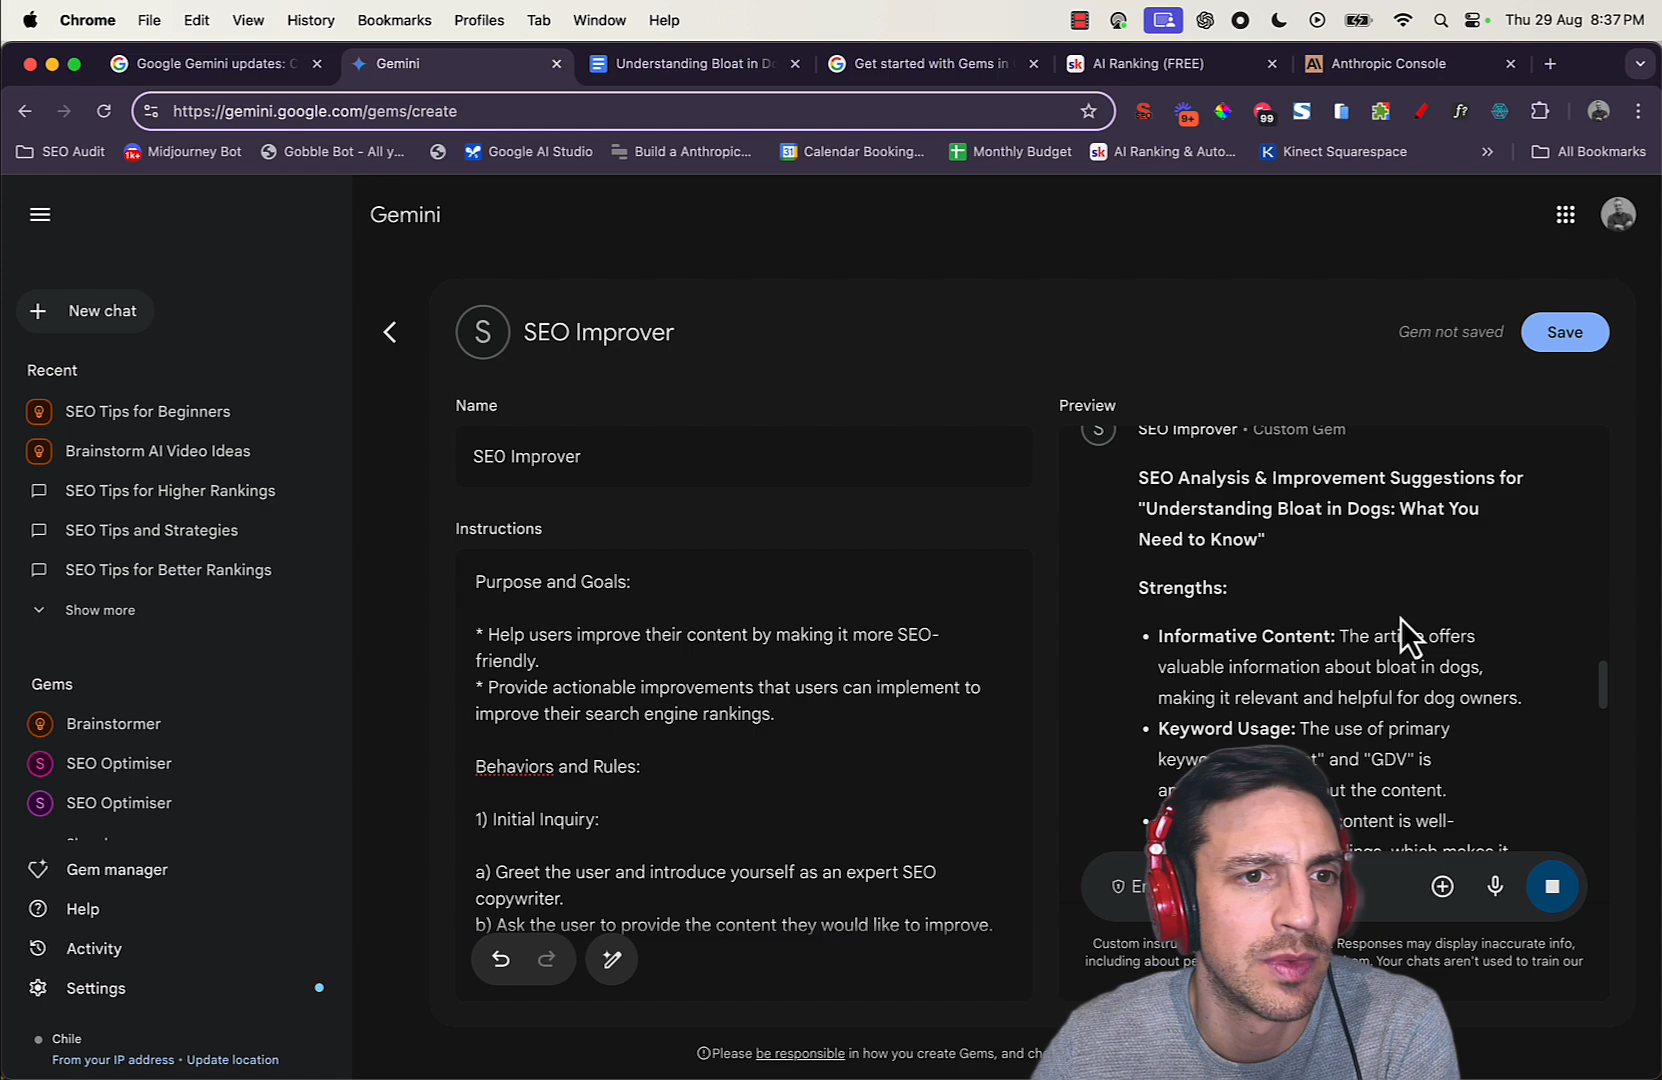 Chrome File Edit View History Bookmarks Profiles Tab Window Help Thu 29 Aug 8:37 PM
Google Gemini updates: C Gemini Understanding Bloat in Do Get started with Gems in AI Ranking (FREE) Anthropic Console
https://gemini.google.com/gems/create 9+ 99 f?
SEO Audit Midjourney Bot Gobble Bot - All y... Google AI Studio Build a Anthropic... Calendar Booking... Monthly Budget AI Ranking & Auto... Kinect Squarespace » All Bookmarks
Gemini
New chat
Recent
SEO Tips for Beginners
Brainstorm AI Video Ideas
SEO Tips for Higher Rankings
SEO Tips and Strategies
SEO Tips for Better Rankings
Show more
Gems
Brainstormer
S SEO Optimiser
S SEO Optimiser
Gem manager
Help
Activity
Settings
Chile
From your IP address • Update location
S SEO Improver
Gem not saved Save
Name
SEO Improver
Instructions
Purpose and Goals:
* Help users improve their content by making it more SEO-
friendly.
* Provide actionable improvements that users can implement to
improve their search engine rankings.
Behaviors and Rules:
1) Initial Inquiry:
a) Greet the user and introduce yourself as an expert SEO
copywriter.
b) Ask the user to provide the content they would like to improve.
Preview
S SEO Improver • Custom Gem
SEO Analysis & Improvement Suggestions for
"Understanding Bloat in Dogs: What You
Need to Know"
Strengths:
• Informative Content: The offers
valuable information about bloat in dogs,
making it relevant and helpful for dog owners.
• Keyword Usage: The use of primary
and "GDV" is
the content.
content is well-
which makes it
Custom Responses may display inaccurate info,
including about Your chats aren't used to train our
Please be responsible in how you create Gems, and